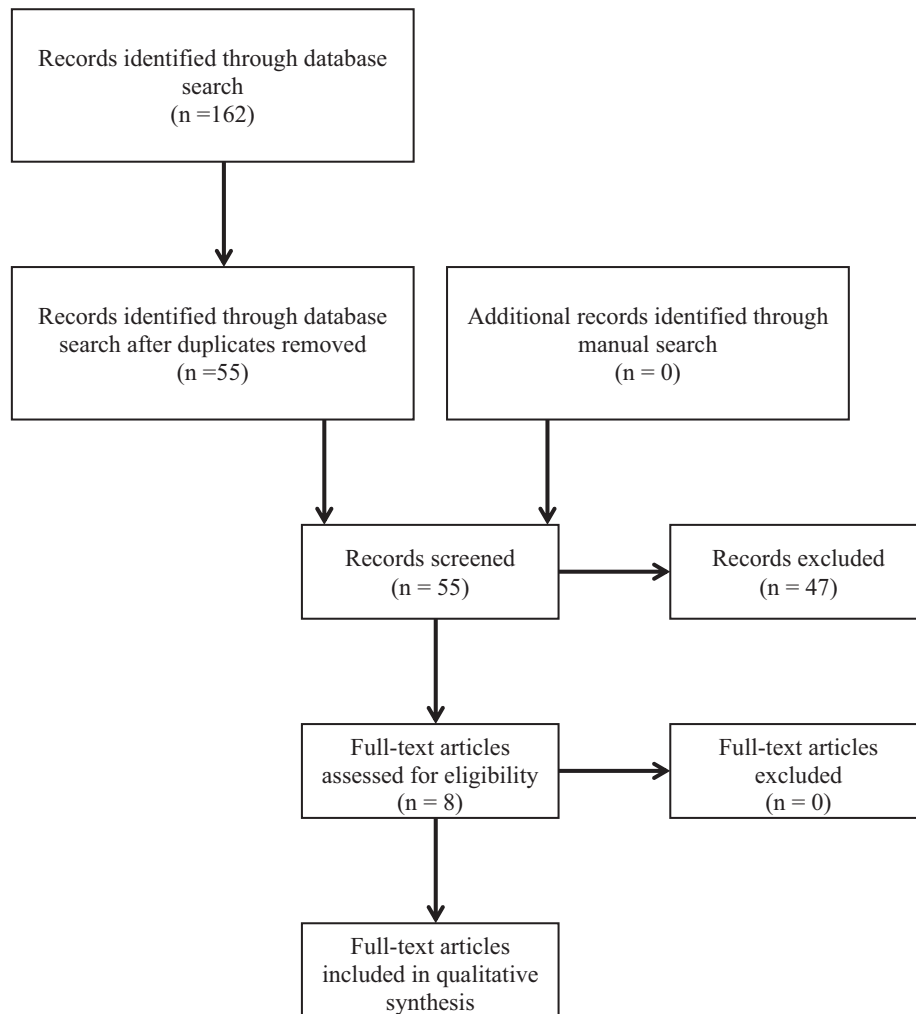 Records identified through database
search
(n =162)
Records identified through database
search after duplicates removed
(n =55)
Additional records identified through
manual search
(n = 0)
Records screened
(n = 55)
Records excluded
(n = 47)
Full-text articles
assessed for eligibility
(n = 8)
Full-text articles
excluded
(n = 0)
Full-text articles
included in qualitative
synthesis